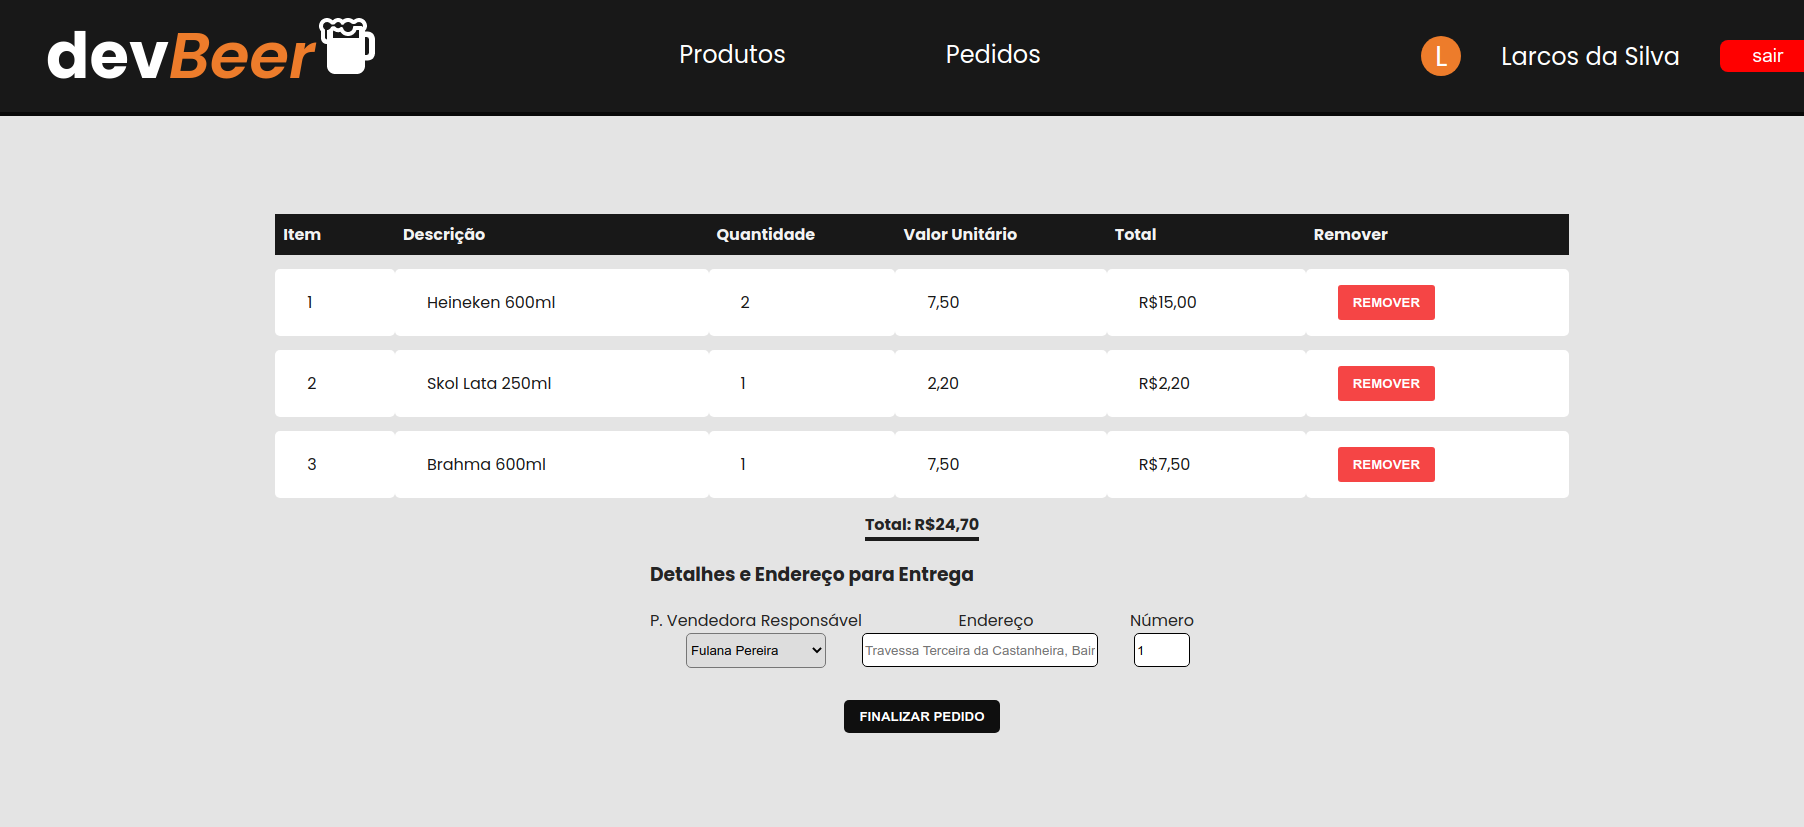 devBeer Produtos Pedidos L Larcos da Silva sair
Item Descrição Quantidade Valor Unitário Total Remover
1 Heineken 600ml 2 7,50 R$15,00 REMOVER
2 Skol Lata 250ml 1 2,20 R$2,20 REMOVER
3 Brahma 600ml 1 7,50 R$7,50 REMOVER
Total: R$24,70
Detalhes e Endereço para Entrega
P. Vendedora Responsável Endereço Número
Fulana Pereira Travessa Terceira da Castanheira, Bair 1
FINALIZAR PEDIDO